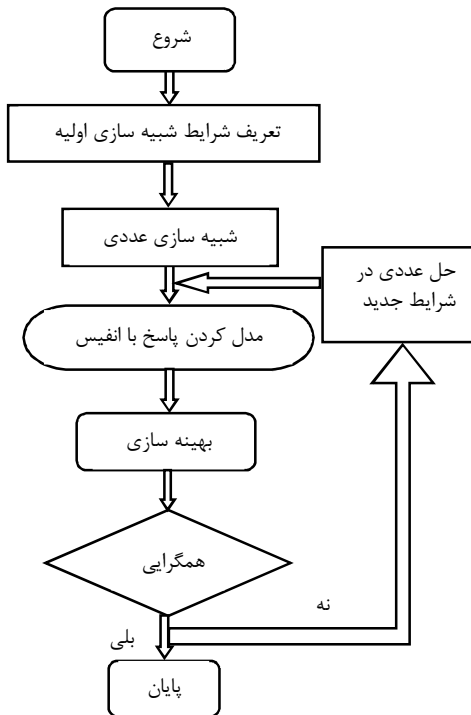 شروع
تعریف شرایط شبیه سازی اولیه
شبیه سازی عددی
حل عددی در
شرایط جدید
مدل کردن پاسخ با انفیس
بهینه سازی
همگرایی
نه
بلی
پایان